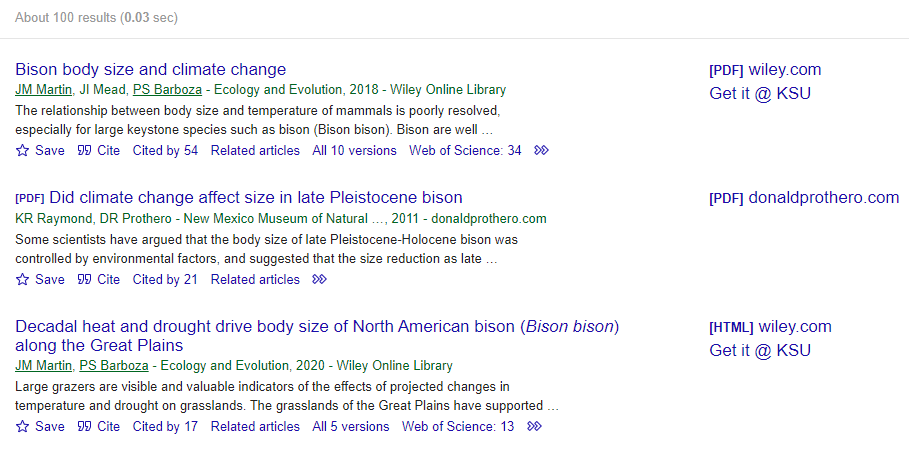 About 100 results (0.03 sec)
Bison body size and climate change
[PDF] wiley.com
JM Martin, JI Mead, PS Barboza - Ecology and Evolution, 2018 - Wiley Online Library
Get it @ KSU
The relationship between body size and temperature of mammals is poorly resolved,
especially for large keystone species such as bison (Bison bison). Bison are well …
Save Cite Cited by 54 Related articles All 10 versions Web of Science: 34
[PDF] Did climate change affect size in late Pleistocene bison
[PDF] donaldprothero.com
KR Raymond, DR Prothero - New Mexico Museum of Natural …, 2011 - donaldprothero.com
Some scientists have argued that the body size of late Pleistocene-Holocene bison was
controlled by environmental factors, and suggested that the size reduction as late …
Save Cite Cited by 21 Related articles
Decadal heat and drought drive body size of North American bison (Bison bison)
along the Great Plains
[HTML] wiley.com
Get it @ KSU
JM Martin, PS Barboza - Ecology and Evolution, 2020 - Wiley Online Library
Large grazers are visible and valuable indicators of the effects of projected changes in
temperature and drought on grasslands. The grasslands of the Great Plains have supported …
Save Cite Cited by 17 Related articles All 5 versions Web of Science: 13